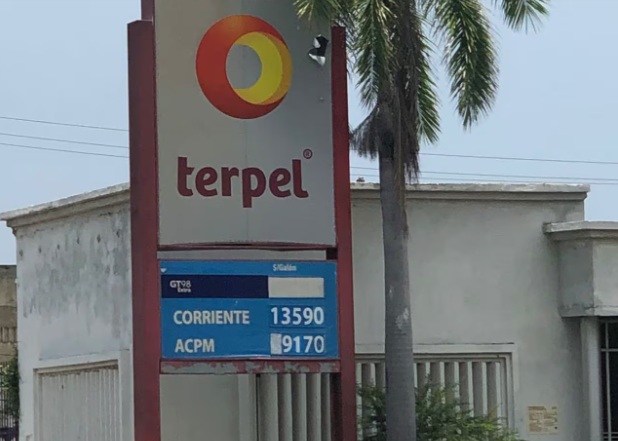 terpel®
$/Galón
GT98
Extra
CORRIENTE 13590
ACPM 9170